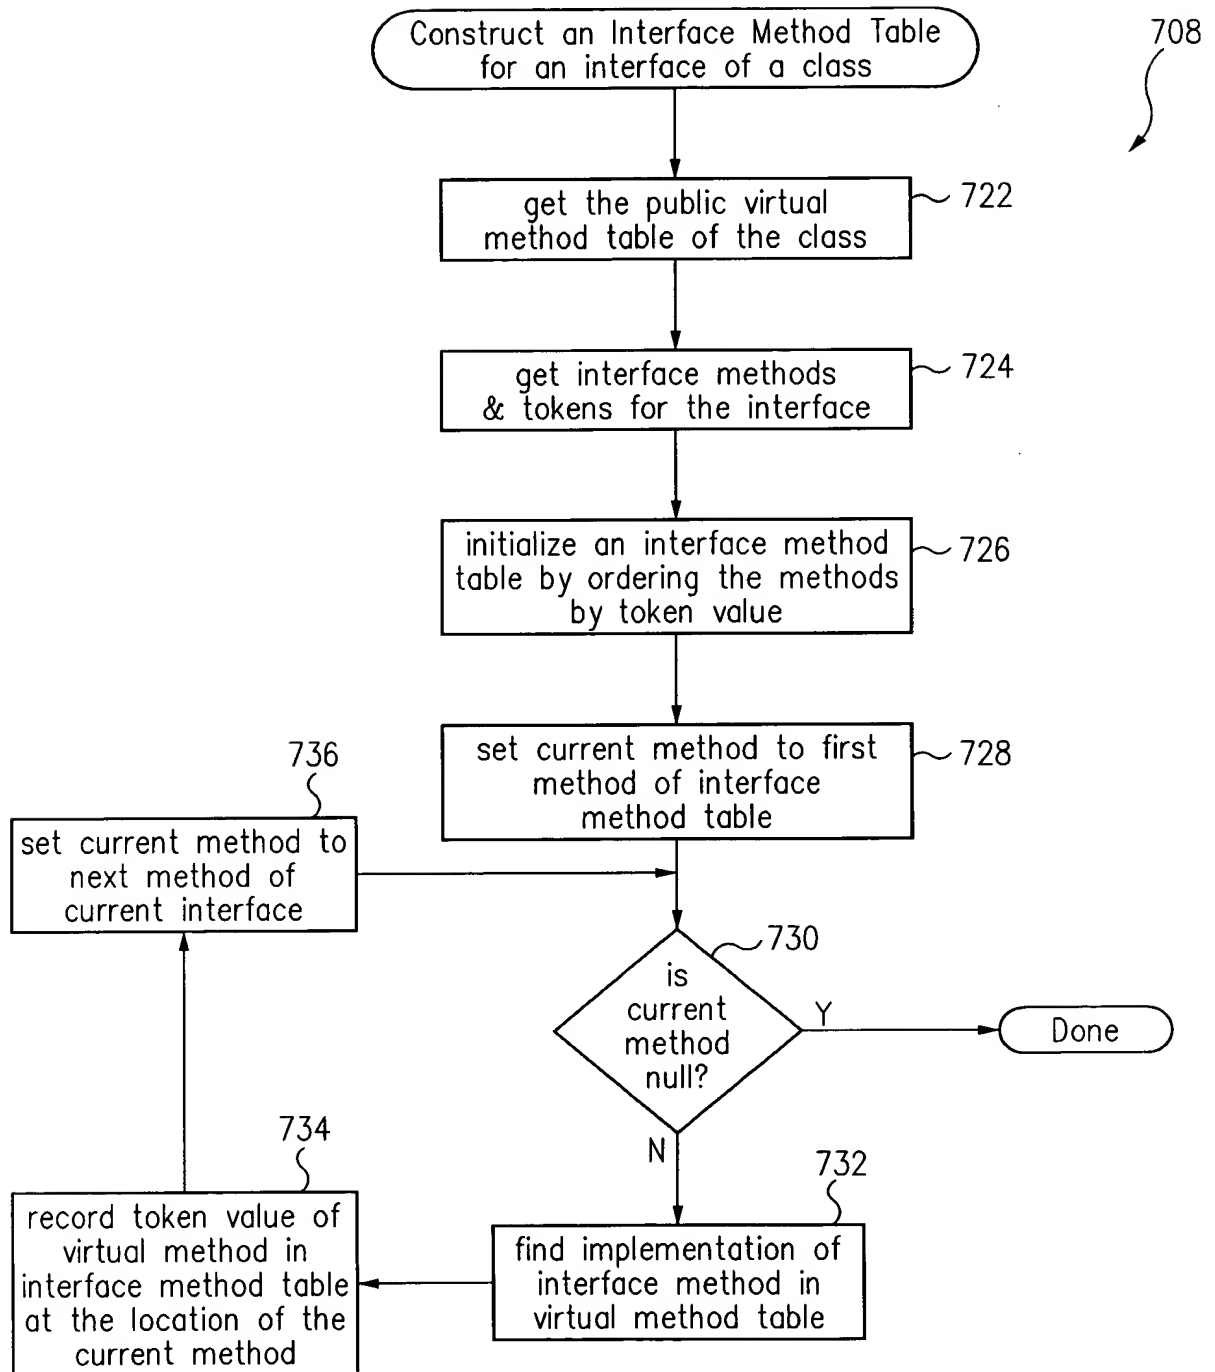 Construct an Interface Method Table
for an interface of a class
708
get the public virtual
method table of the class
722
get interface methods
& tokens for the interface
724
initialize an interface method
table by ordering the methods
by token value
726
set current method to first
method of interface
method table
728
736
set current method to
next method of
current interface
730
is
current
method
null?
Y
Done
N
732
find implementation of
interface method in
virtual method table
734
record token value of
virtual method in
interface method table
at the location of the
current method